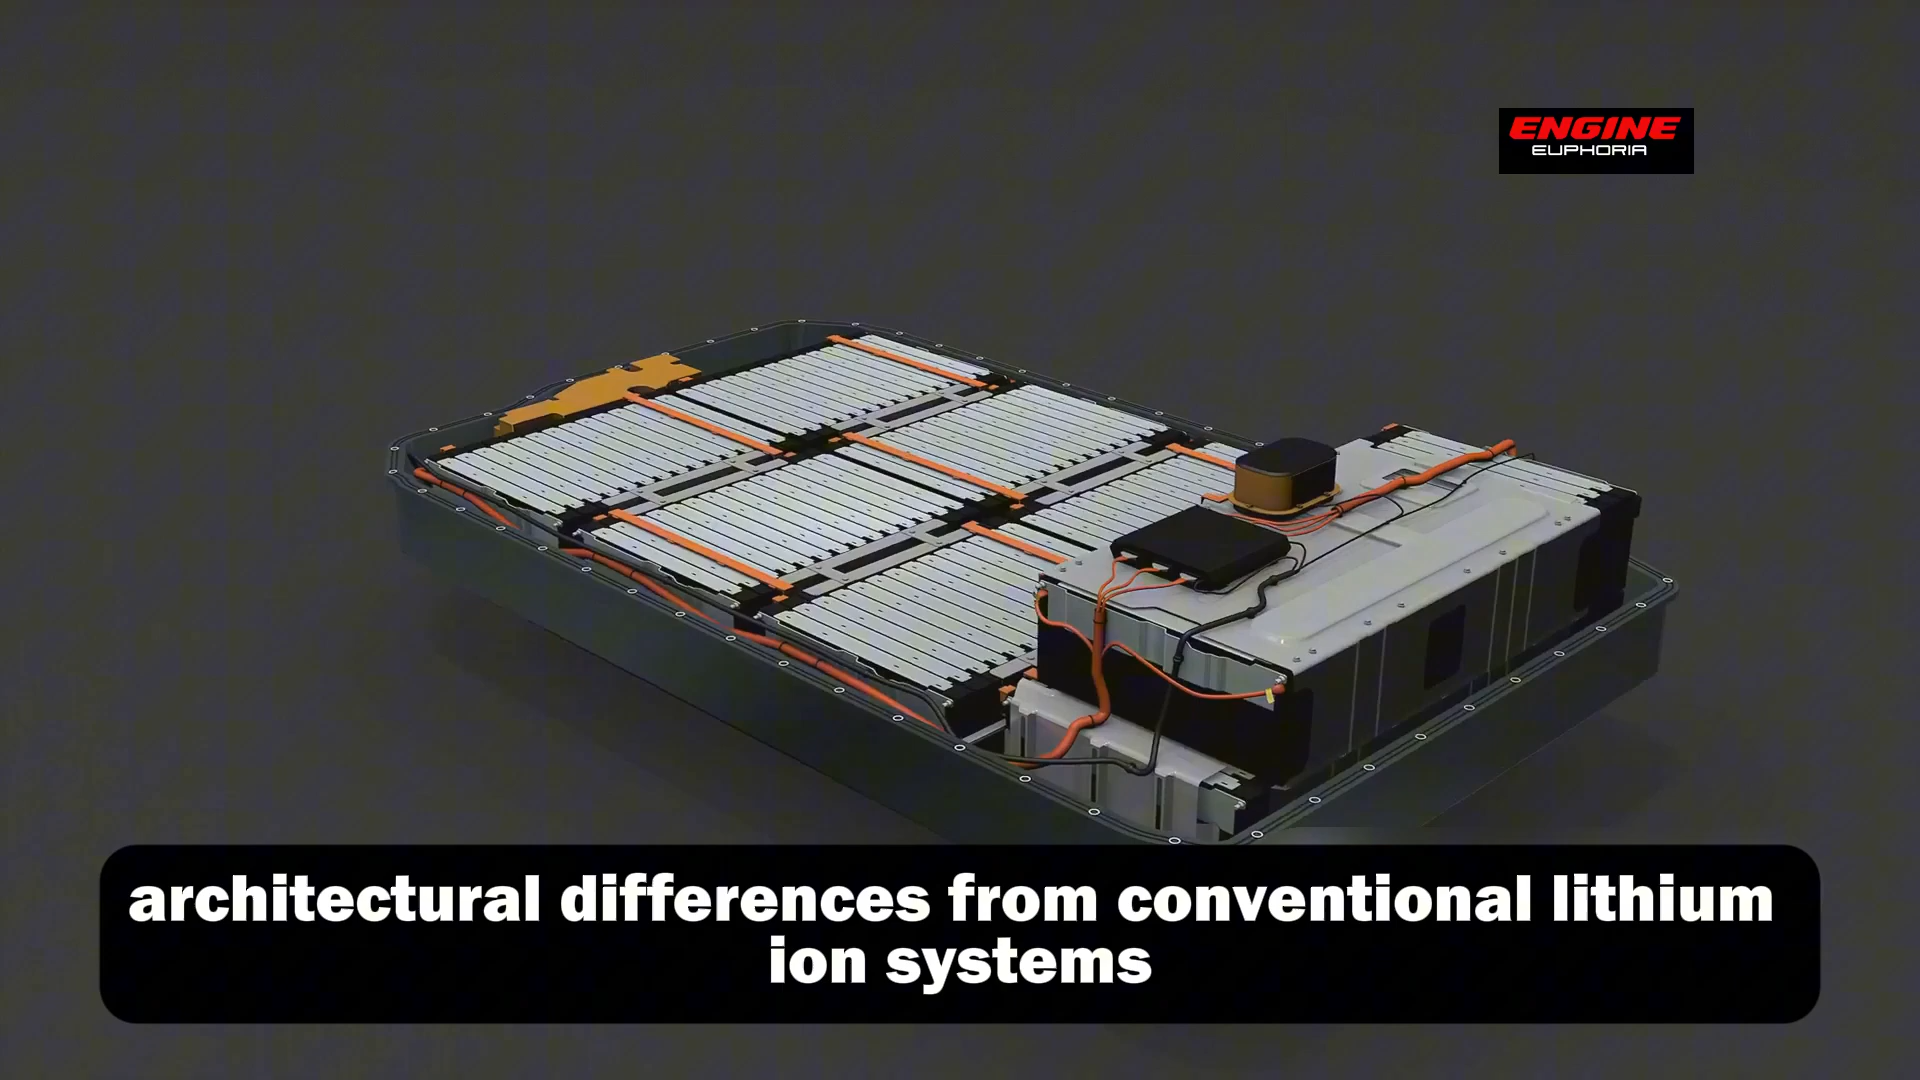 ENGINE
EUPHORIA
architectural differences from conventional lithium
ion systems